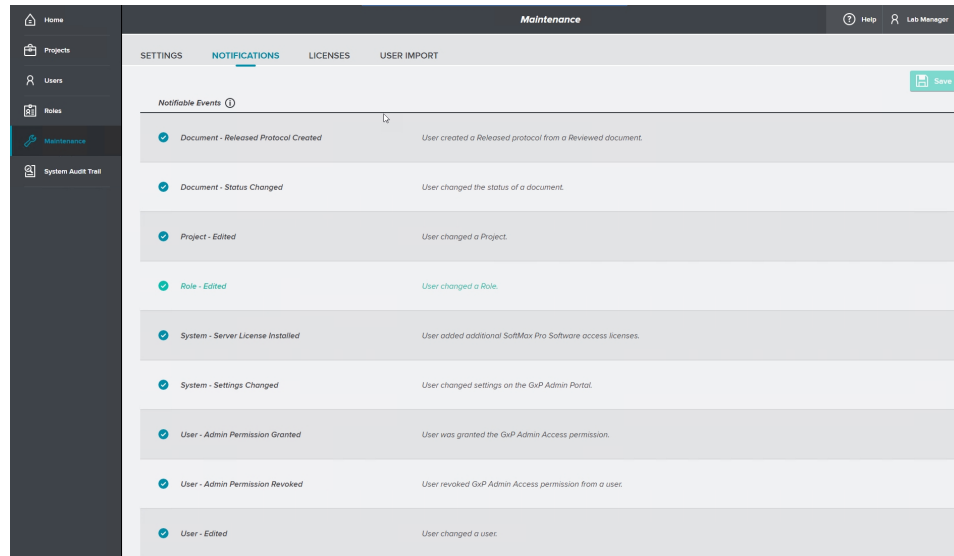 Home
Maintenance
Help
Lab Manager
Projects
Users
Roles
Maintenance
System Audit Trail
SETTINGS NOTIFICATIONS LICENSES USER IMPORT
Save
Notifiable Events
Document - Released Protocol Created User created a Released protocol from a Reviewed document.
Document - Status Changed User changed the status of a document.
Project - Edited User changed a Project.
Role - Edited User changed a Role.
System - Server License Installed User added additional SoftMax Pro Software access licenses.
System - Settings Changed User changed settings on the GxP Admin Portal.
User - Admin Permission Granted User was granted the GxP Admin Access permission.
User - Admin Permission Revoked User revoked GxP Admin Access permission from a user.
User - Edited User changed a user.